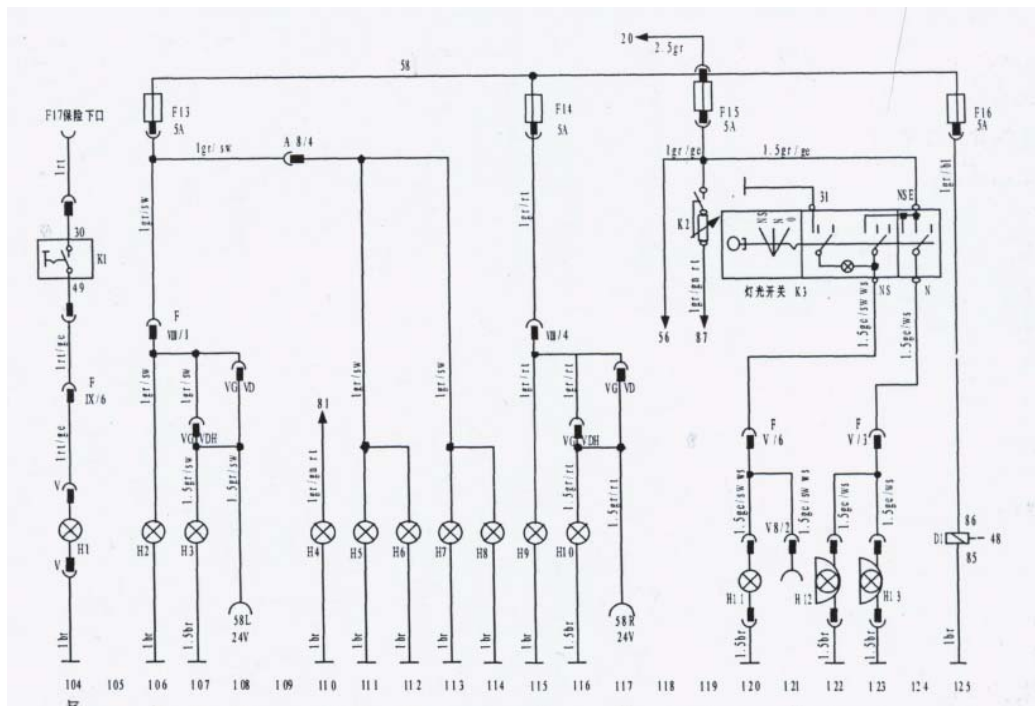 20
2.5gr
58
F17保险下口
F13
5A
F14
5A
F15
5A
F16
5A
1rt
1gr/sw
A 8/4
1gr/ge
1.5gr/ge
1gr/bl
30
K1
49
1gr/sw
1gr/rt
K2
31
NSE
NS
N
0
灯光开关 K3
NS
N
1gr/gn rt
56
87
1.5ge/sw ws
1.5ge/ws
1rt/ge
F
VIII/1
VIII/4
F
IX/6
1gr/sw
1gr/sw
VG VD
1gr/sw
1gr/sw
1gr/rt
1gr/rt
VG VD
81
VG VDH
VG VDH
F
V/6
F
V/3
1rt/ge
1.5gr/sw
1.5gr/sw
1gr/gn rt
1.5gr/rt
1.5gr/rt
1.5ge/sw ws
1.5ge/sw ws
1.5ge/ws
1.5ge/ws
V
V8/2
H1
H2
H3
H4
H5
H6
H7
H8
H9
H10
H11
H12
H13
86
D1
48
85
V
58L
24V
58R
24V
1br
1br
1.5br
1br
1br
1br
1br
1br
1br
1.5br
1.5br
1.5br
1.5br
1br
104 105 106 107 108 109 110 111 112 113 114 115 116 117 118 119 120 121 122 123 124 125